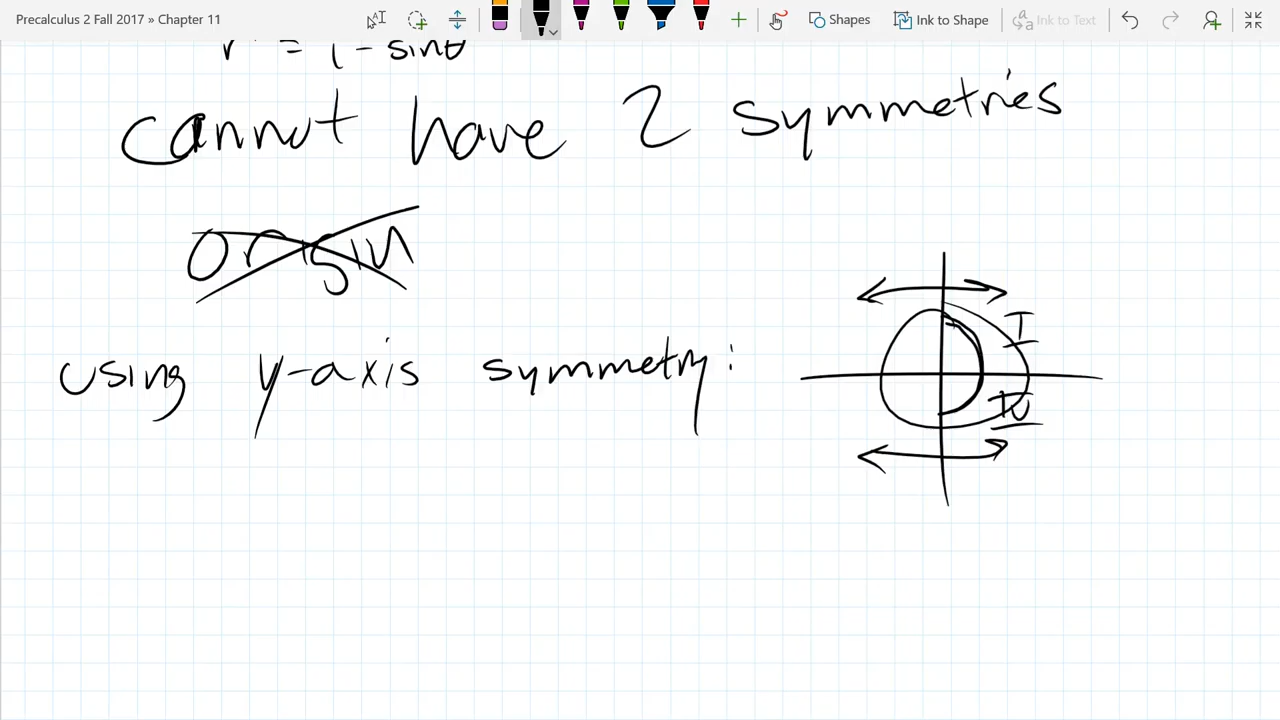 Precalculus 2 Fall 2017 » Chapter 11
Shapes
Ink to Shape
Ink to Text
r = 1 - sinθ
cannot have 2 symmetries
origin
using y-axis symmetry:
I
IV